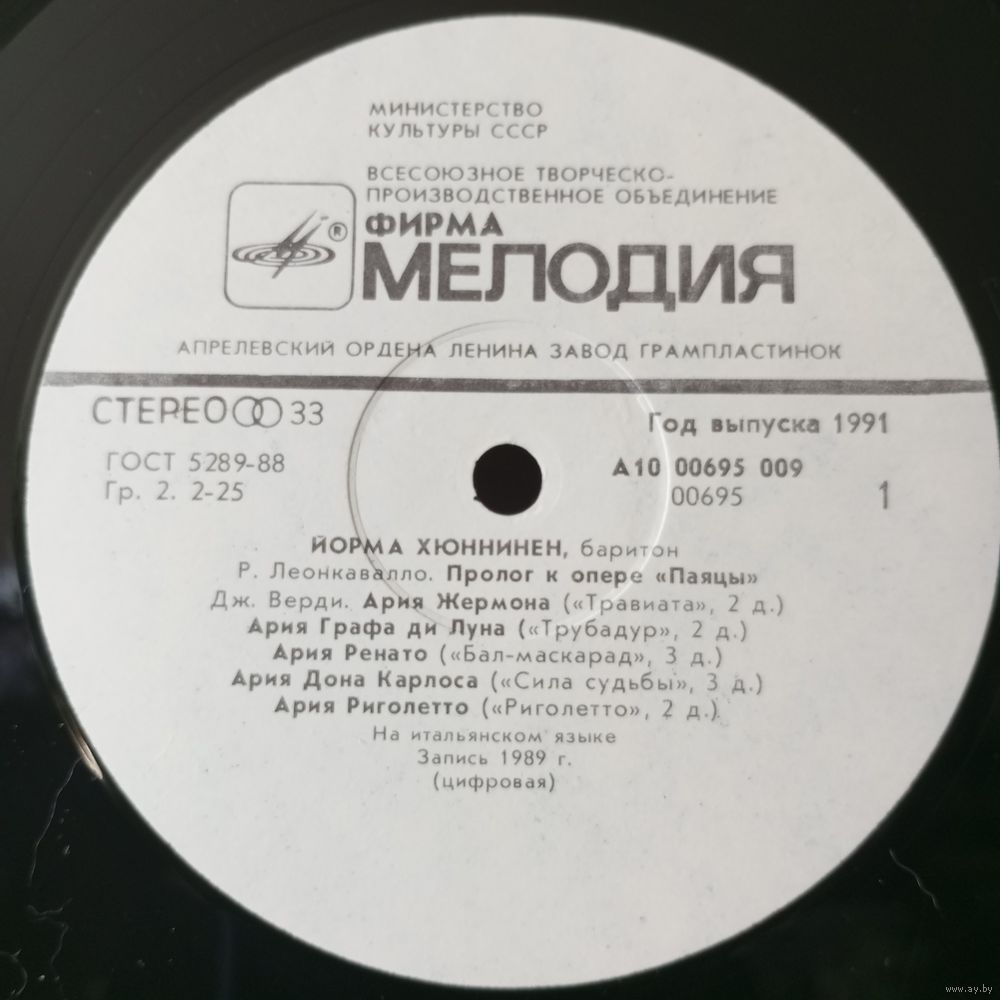 МИНИСТЕРСТВО
КУЛЬТУРЫ СССР
ВСЕСОЮЗНОЕ ТВОРЧЕСКО-
ПРОИЗВОДСТВЕННОЕ ОБЪЕДИНЕНИЕ
ФИРМА
®
МЕЛОДИЯ
АПРЕЛЕВСКИЙ ОРДЕНА ЛЕНИНА ЗАВОД ГРАМПЛАСТИНОК
СТЕРЕО 33
Год выпуска 1991
ГОСТ 5289-88
А10 00695 009
Гр. 2. 2-25
00695 1
ЙОРМА ХЮННИНЕН, баритон
Р. Леонкавалло. Пролог к опере «Паяцы»
Дж. Верди. Ария Жермона («Травиата», 2 д.)
Ария Графа ди Луна («Трубадур», 2 д.)
Ария Ренато («Бал-маскарад», 3 д.)
Ария Дона Карлоса («Сила судьбы», 3 д.)
Ария Риголетто («Риголетто», 2 д.).
На итальянском языке
Запись 1989 г.
(цифровая)
www.ay.by